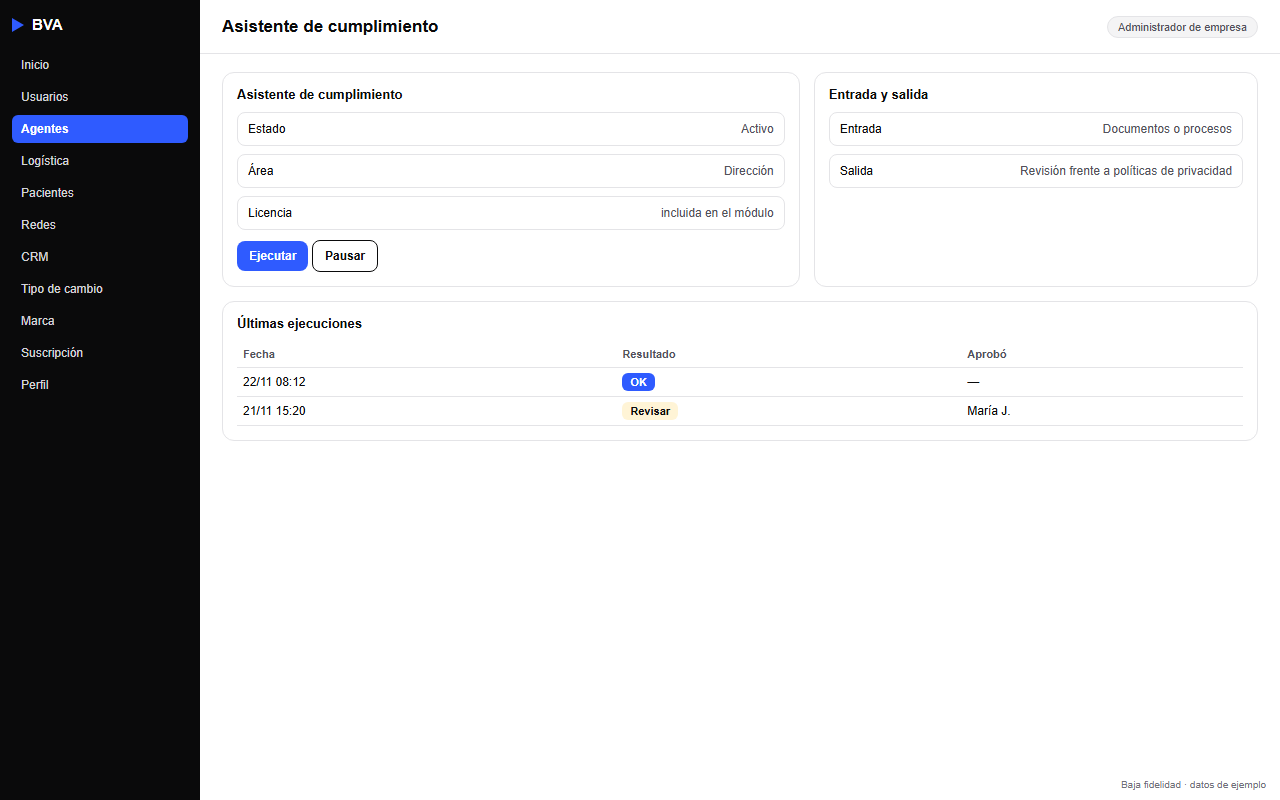 BVA
Inicio
Usuarios
Agentes
Logística
Pacientes
Redes
CRM
Tipo de cambio
Marca
Suscripción
Perfil
Asistente de cumplimiento
Administrador de empresa
Asistente de cumplimiento
Estado Activo
Área Dirección
Licencia incluida en el módulo
Ejecutar Pausar
Entrada y salida
Entrada Documentos o procesos
Salida Revisión frente a políticas de privacidad
Últimas ejecuciones
Fecha Resultado Aprobó
22/11 08:12 OK —
21/11 15:20 Revisar María J.
Baja fidelidad · datos de ejemplo